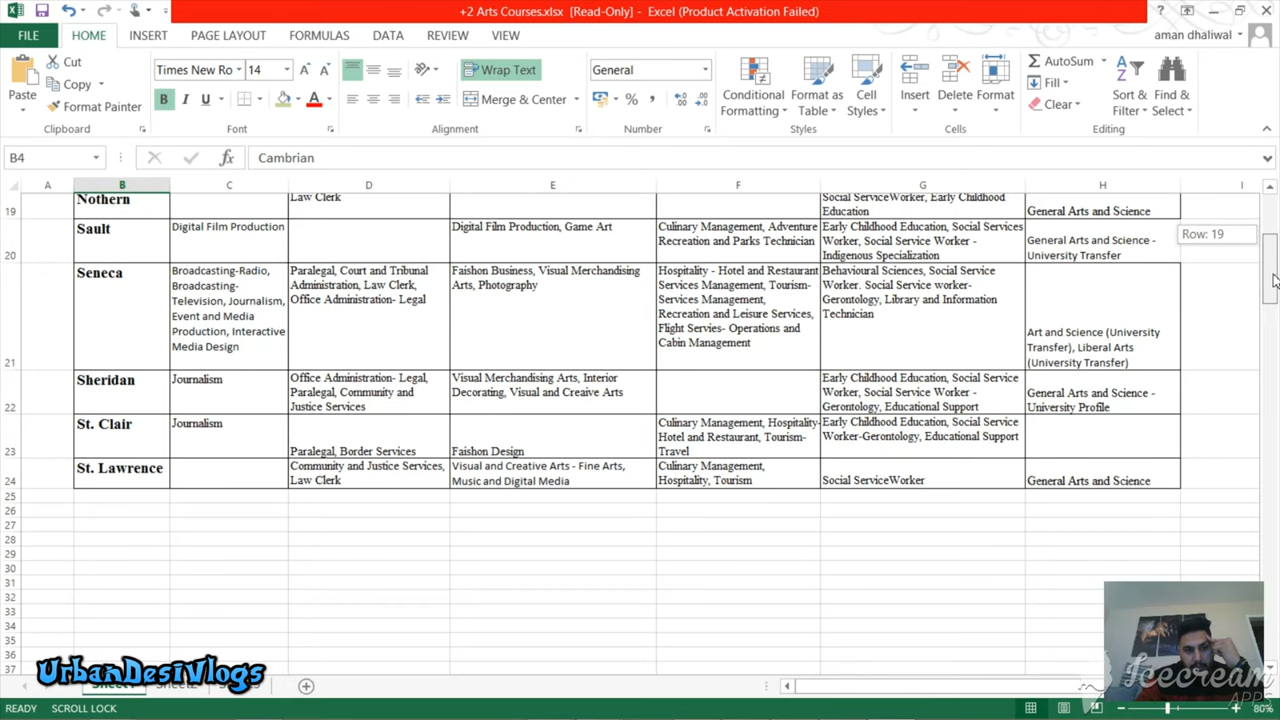 +2 Arts Courses.xlsx [Read-Only] - Excel (Product Activation Failed)
FILE HOME INSERT PAGE LAYOUT FORMULAS DATA REVIEW VIEW aman dhaliwal
Cut
Copy
Format Painter
Paste
Times New Ro 14
B I U
Wrap Text
Merge & Center
General
Conditional
Formatting
Format as
Table
Cell
Styles
Insert
Delete
Format
AutoSum
Fill
Clear
Sort &
Filter
Find &
Select
Clipboard Font Alignment Number Styles Cells Editing
B4 fx Cambrian
A B C D E F G H I
19
Nothern
Law Clerk
Social ServiceWorker, Early Childhood
Education
General Arts and Science
Row: 19
20
Sault
Digital Film Production
Digital Film Production, Game Art
Culinary Management, Adventure
Recreation and Parks Technician
Early Childhood Education, Social Services
Worker, Social Service Worker -
Indigenous Specialization
General Arts and Science -
University Transfer
21
Seneca
Broadcasting-Radio,
Broadcasting-
Television, Journalism,
Event and Media
Production, Interactive
Media Design
Paralegal, Court and Tribunal
Administration, Law Clerk,
Office Administration- Legal
Faishon Business, Visual Merchandising
Arts, Photography
Hospitality - Hotel and Restaurant
Services Management, Tourism-
Services Management,
Recreation and Leisure Services,
Flight Servies- Operations and
Cabin Management
Behavioural Sciences, Social Service
Worker. Social Service worker-
Gerontology, Library and Information
Technician
Art and Science (University
Transfer), Liberal Arts
(University Transfer)
22
Sheridan
Journalism
Office Administration- Legal,
Paralegal, Community and
Justice Services
Visual Merchandising Arts, Interior
Decorating, Visual and Creaive Arts
Early Childhood Education, Social Service
Worker, Social Service Worker -
Gerontology, Educational Support
General Arts and Science -
University Profile
23
St. Clair
Journalism
Paralegal, Border Services
Faishon Design
Culinary Management, Hospitality-
Hotel and Restaurant, Tourism-
Travel
Early Childhood Education, Social Service
Worker-Gerontology, Educational Support
24
St. Lawrence
Community and Justice Services,
Law Clerk
Visual and Creative Arts - Fine Arts,
Music and Digital Media
Culinary Management,
Hospitality, Tourism
Social ServiceWorker
General Arts and Science
25
26
27
28
29
30
31
32
33
34
35
36
37
UrbanDesiVlogs
Icecream
APPS
READY SCROLL LOCK 80%